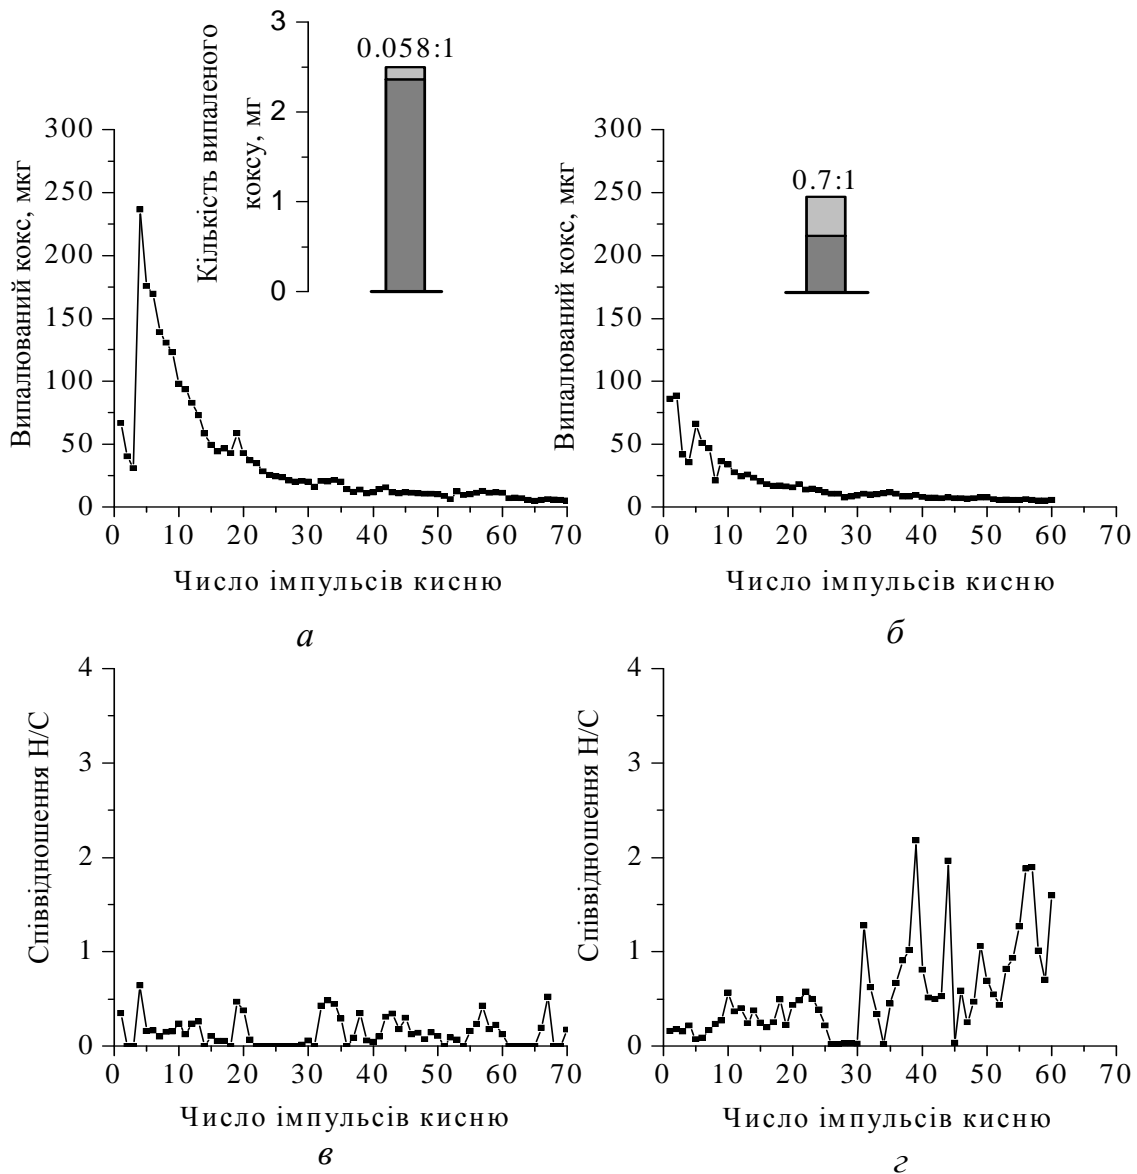 Кількість випаленого
коксу, мг
3
2
1
0
0.058:1
Випалюваний кокс, мкг
300
250
200
150
100
50
0
0 10 20 30 40 50 60 70
Число імпульсів кисню
а
0.7:1
Випалюваний кокс, мкг
300
250
200
150
100
50
0
0 10 20 30 40 50 60 70
Число імпульсів кисню
б
Співвідношення Н/С
4
3
2
1
0
0 10 20 30 40 50 60 70
Число імпульсів кисню
в
Співвідношення Н/С
4
3
2
1
0
0 10 20 30 40 50 60 70
Число імпульсів кисню
г